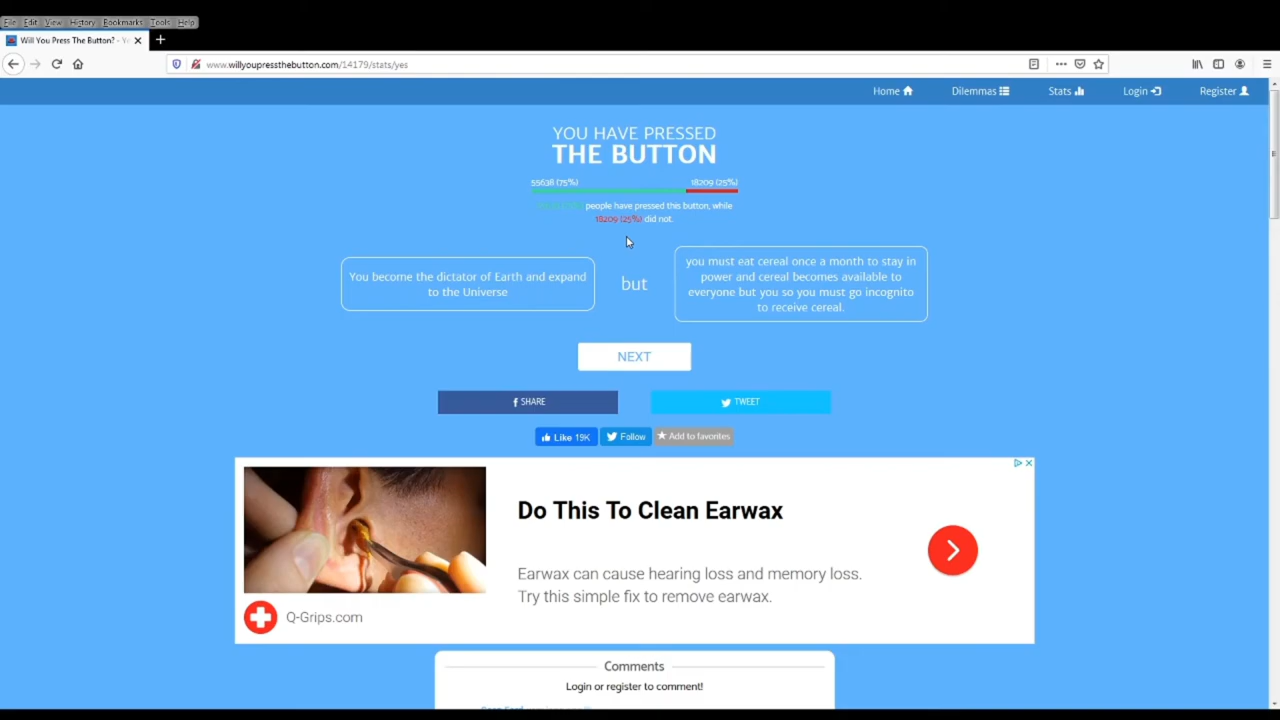 File Edit View History Bookmarks Tools Help
Will You Press The Button? - Yo
www.willyoupressthebutton.com/14179/stats/yes
Home Dilemmas Stats Login Register
YOU HAVE PRESSED
THE BUTTON
55638 (75%) 18209 (25%)
people have pressed this button, while
18209 (25%) did not.
You become the dictator of Earth and expand
to the Universe
but
you must eat cereal once a month to stay in
power and cereal becomes available to
everyone but you so you must go incognito
to receive cereal.
NEXT
SHARE TWEET
Like 19K Follow Add to favorites
Do This To Clean Earwax
Earwax can cause hearing loss and memory loss.
Try this simple fix to remove earwax.
Q-Grips.com
Comments
Login or register to comment!